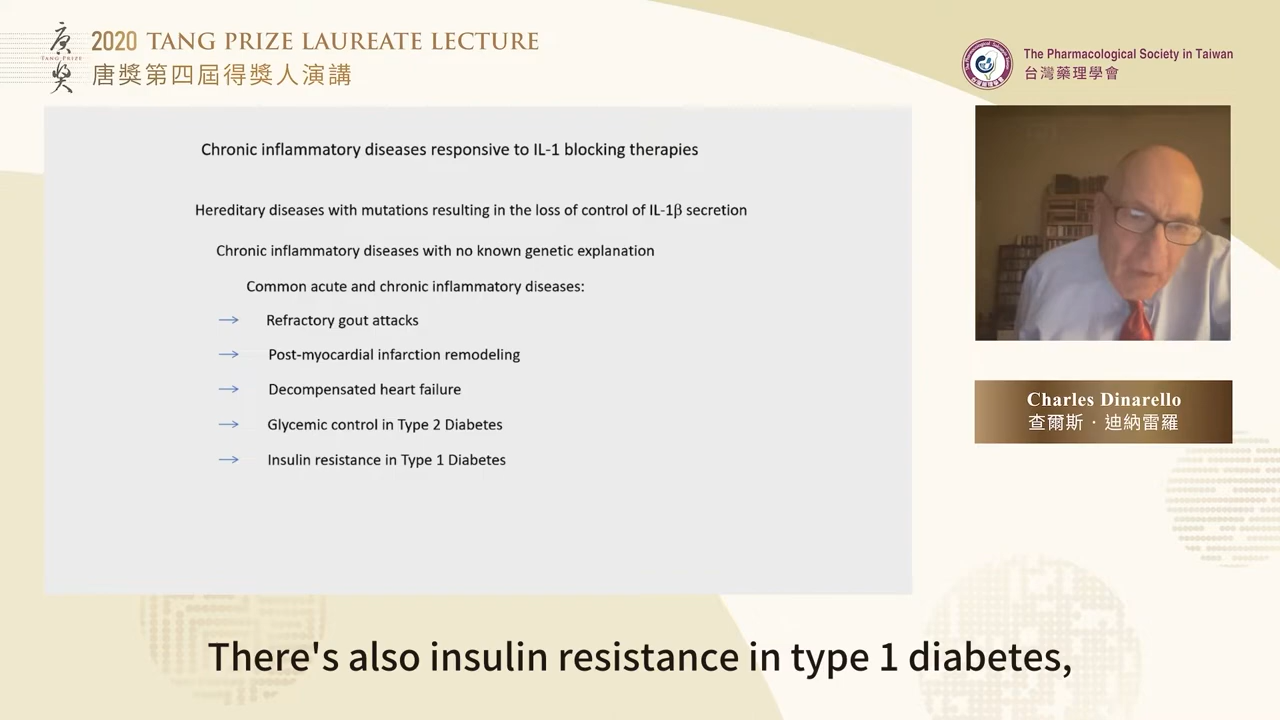 唐獎
TANG PRIZE
2020 TANG PRIZE LAUREATE LECTURE
唐獎第四屆得獎人演講
The Pharmacological Society in Taiwan
台灣藥理學會
Chronic inflammatory diseases responsive to IL-1 blocking therapies
Hereditary diseases with mutations resulting in the loss of control of IL-1β secretion
Chronic inflammatory diseases with no known genetic explanation
Common acute and chronic inflammatory diseases:
→ Refractory gout attacks
→ Post-myocardial infarction remodeling
→ Decompensated heart failure
→ Glycemic control in Type 2 Diabetes
→ Insulin resistance in Type 1 Diabetes
Charles Dinarello
查爾斯·迪納雷羅
There's also insulin resistance in type 1 diabetes,